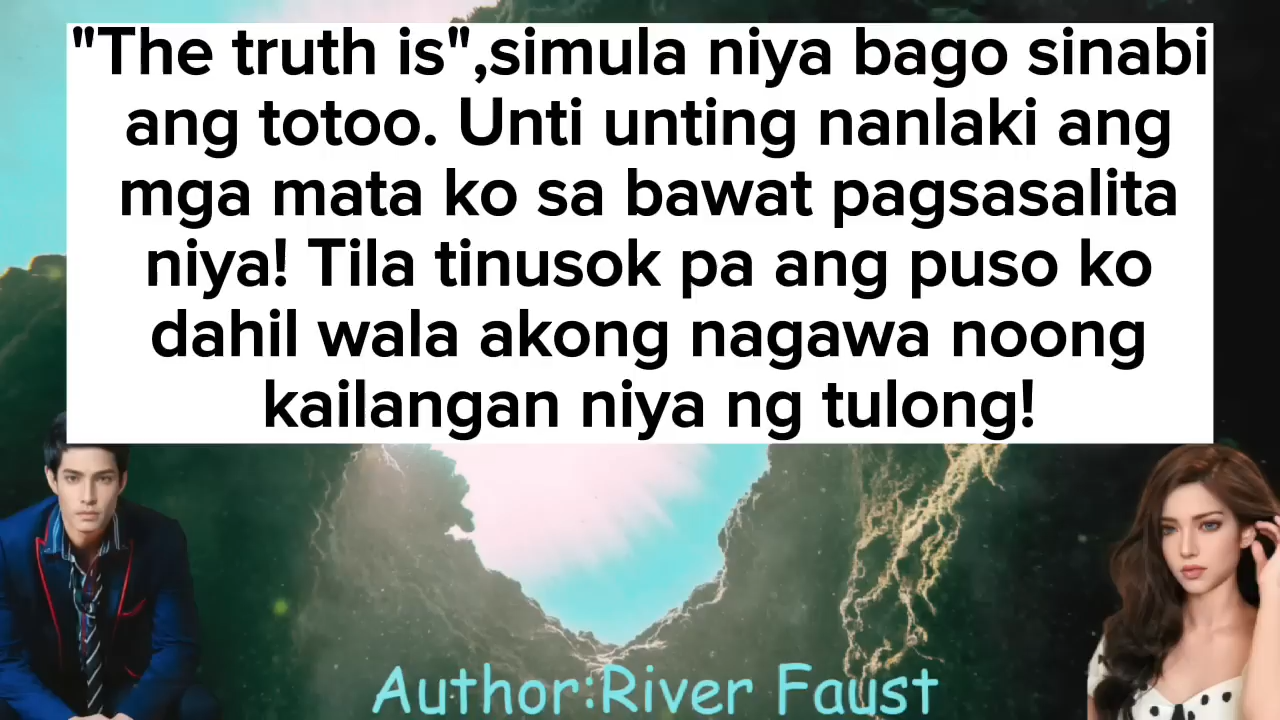 "The truth is",simula niya bago sinabi
ang totoo. Unti unting nanlaki ang
mga mata ko sa bawat pagsasalita
niya! Tila tinusok pa ang puso ko
dahil wala akong nagawa noong
kailangan niya ng tulong!
Author:River Faust